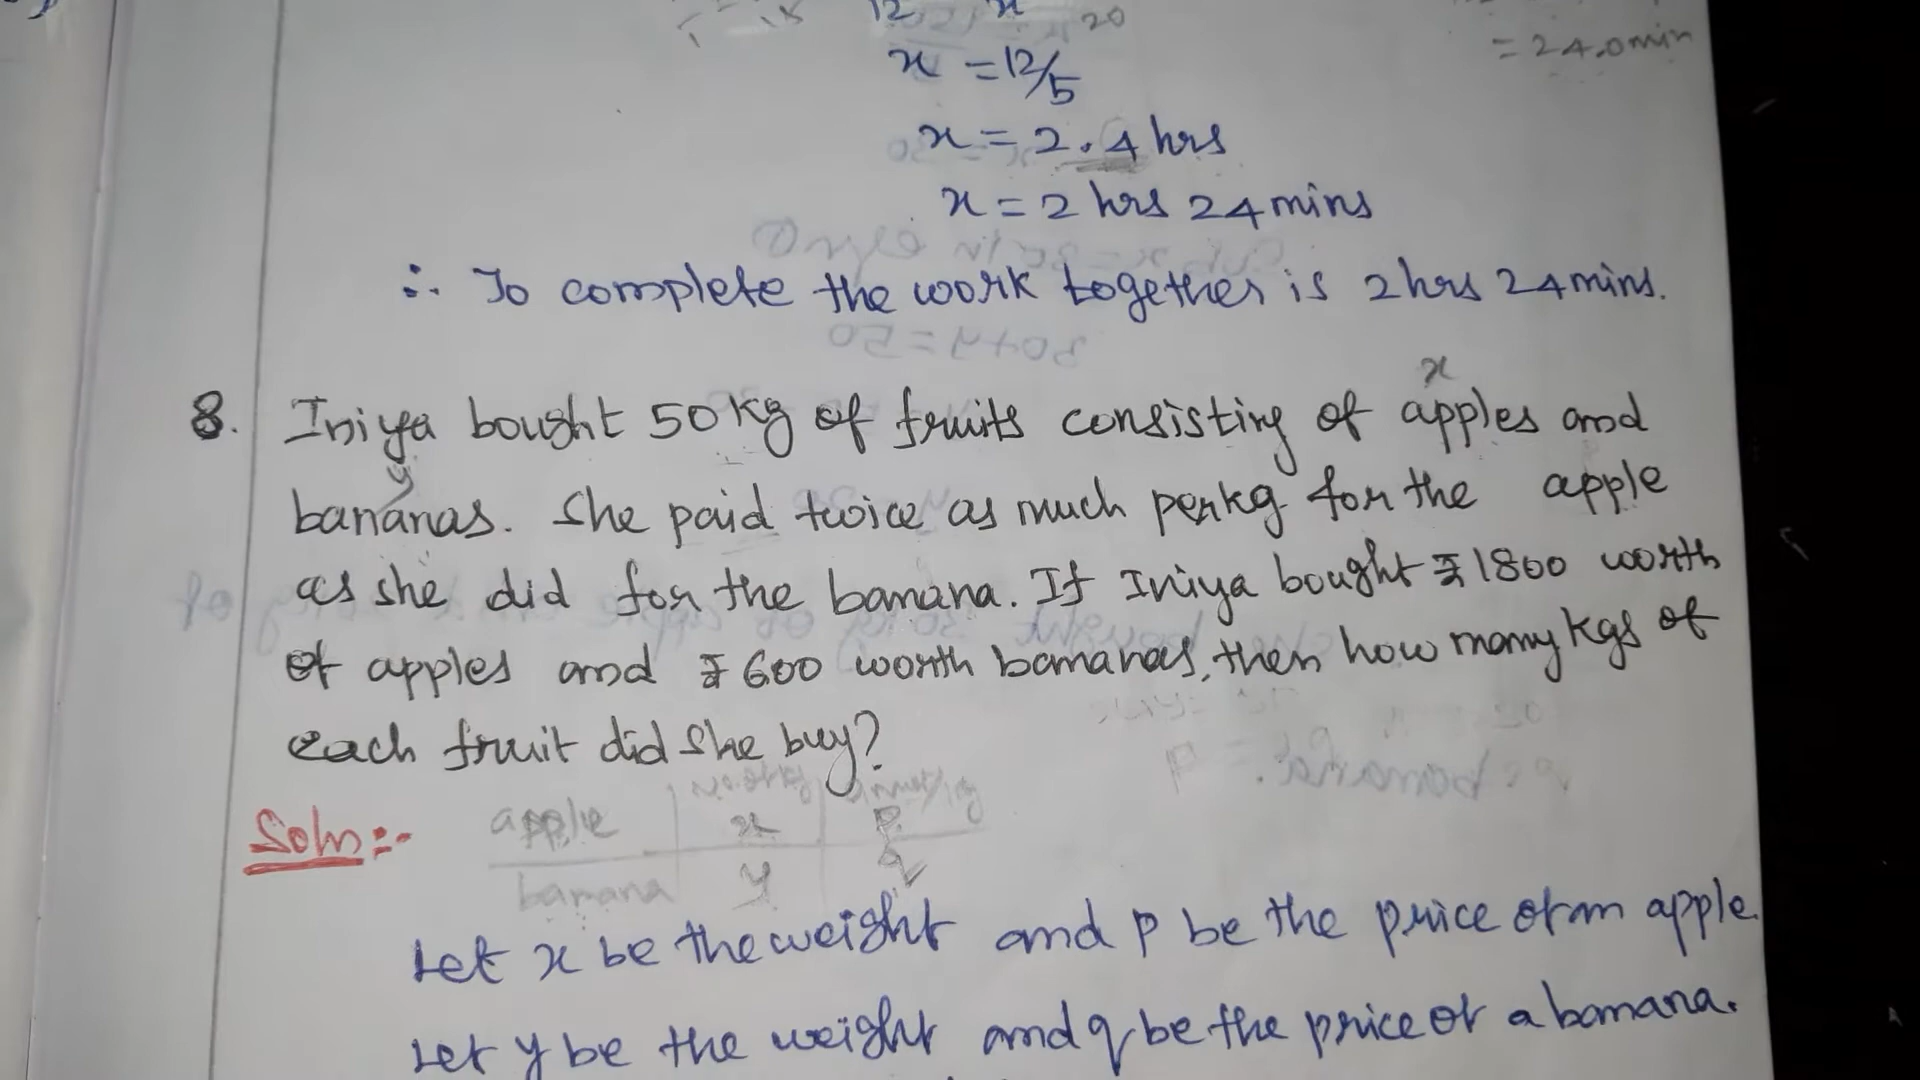 = 24.0min
x = 12/5
x = 2.4 hrs
x = 2 hrs 24 mins
∴ To complete the work together is 2 hrs 24 mins.
x
8. Iniya bought 50 kg of fruits consisting of apples and
y
bananas. She paid twice as much per kg for the apple
as she did for the banana. If Iniya bought ₹ 1800 worth
of apples and ₹ 600 worth bananas, then how many kgs of
each fruit did she buy?
Soln:-
apple x p
banana y q
Let x be the weight and p be the price of an apple.
Let y be the weight and q be the price of a banana.